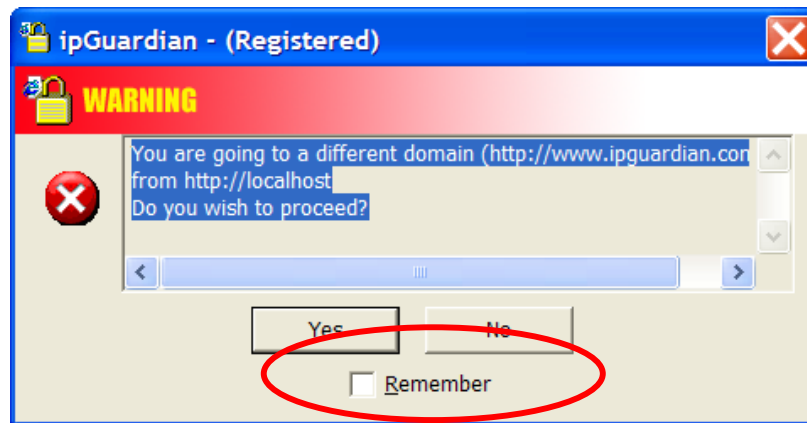 ipGuardian - (Registered)
WARNING
You are going to a different domain (http://www.ipguardian.com
from http://localhost
Do you wish to proceed?
Yes
No
Remember